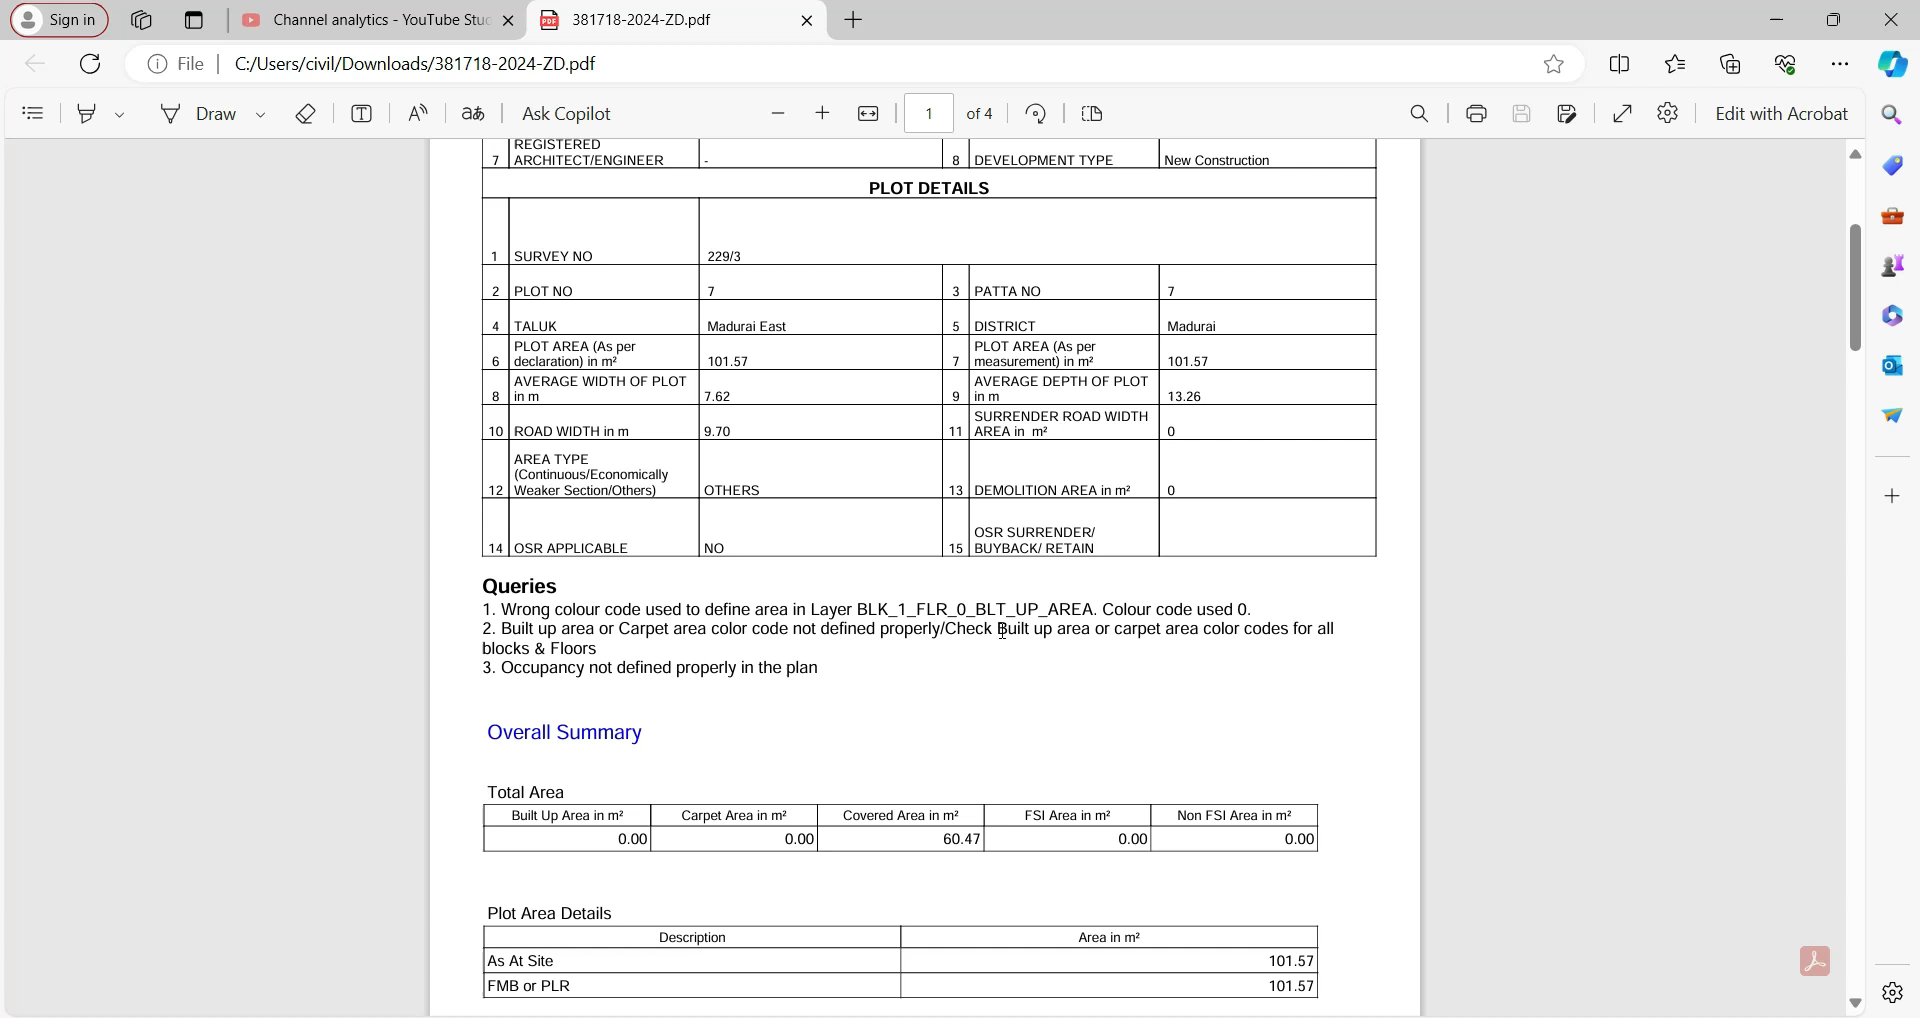 Sign in
Channel analytics - YouTube Stu
381718-2024-ZD.pdf
File
C:/Users/civil/Downloads/381718-2024-ZD.pdf
Draw
Ask Copilot
1 of 4
Edit with Acrobat
7 REGISTERED ARCHITECT/ENGINEER - 8 DEVELOPMENT TYPE New Construction
PLOT DETAILS
1 SURVEY NO 229/3
2 PLOT NO 7 3 PATTA NO 7
4 TALUK Madurai East 5 DISTRICT Madurai
6 PLOT AREA (As per declaration) in m² 101.57 7 PLOT AREA (As per measurement) in m² 101.57
8 AVERAGE WIDTH OF PLOT in m 7.62 9 AVERAGE DEPTH OF PLOT in m 13.26
10 ROAD WIDTH in m 9.70 11 SURRENDER ROAD WIDTH AREA in m² 0
12 AREA TYPE (Continuous/Economically Weaker Section/Others) OTHERS 13 DEMOLITION AREA in m² 0
14 OSR APPLICABLE NO 15 OSR SURRENDER/ BUYBACK/ RETAIN
Queries
1. Wrong colour code used to define area in Layer BLK_1_FLR_0_BLT_UP_AREA. Colour code used 0.
2. Built up area or Carpet area color code not defined properly/Check Built up area or carpet area color codes for all
blocks & Floors
3. Occupancy not defined properly in the plan
Overall Summary
Total Area
Built Up Area in m² Carpet Area in m² Covered Area in m² FSI Area in m² Non FSI Area in m²
0.00 0.00 60.47 0.00 0.00
Plot Area Details
Description Area in m²
As At Site 101.57
FMB or PLR 101.57